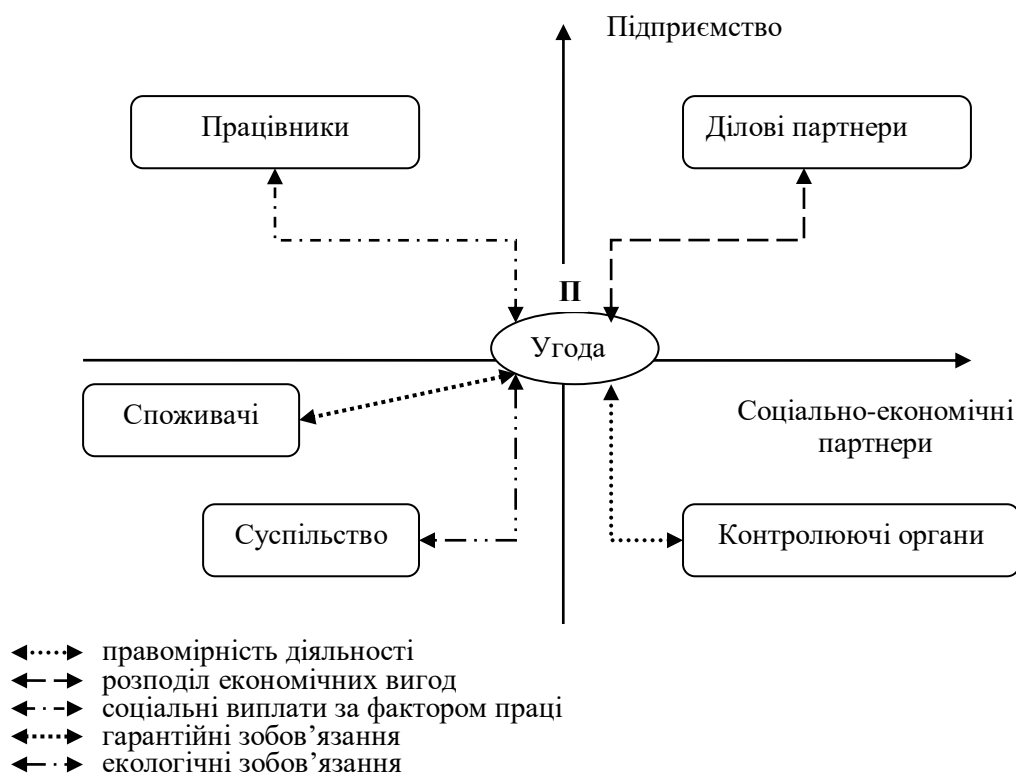 Підприємство
Працівники
Ділові партнери
П
Угода
Споживачі
Соціально-економічні
партнери
Суспільство
Контролюючі органи
правомірність діяльності
розподіл економічних вигод
соціальні виплати за фактором праці
гарантійні зобов’язання
екологічні зобов’язання